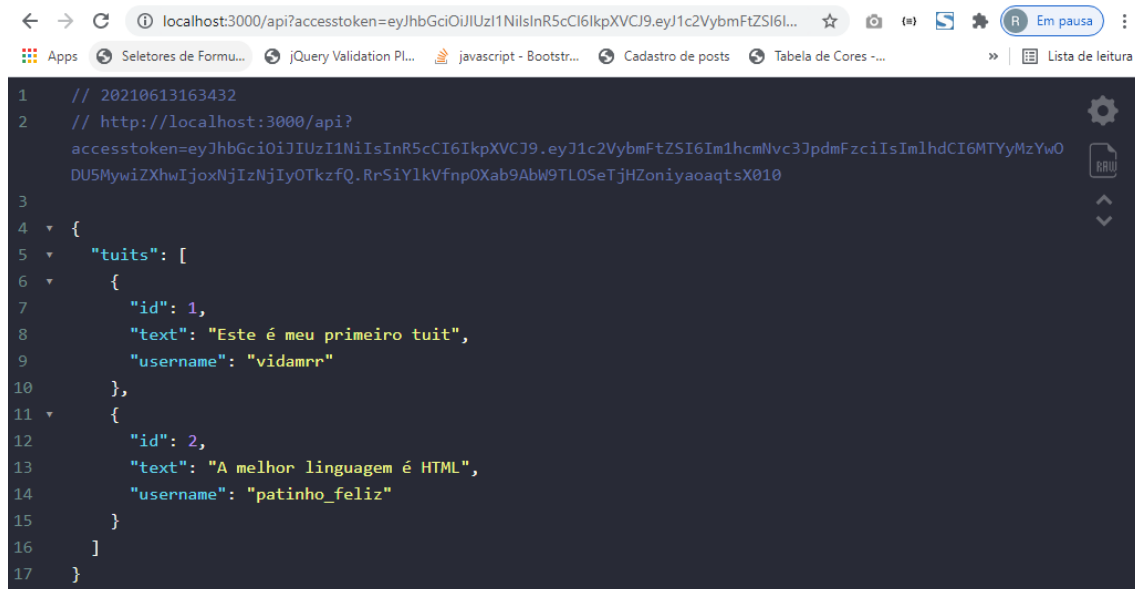 localhost:3000/api?accesstoken=eyJhbGciOiJIUzI1NiIsInR5cCI6IkpXVCJ9.eyJ1c2VybmFtZSI6I...
R Em pausa
Apps Seletores de Formu... jQuery Validation Pl... javascript - Bootstr... Cadastro de posts Tabela de Cores -... » Lista de leitura
1 // 20210613163432
2 // http://localhost:3000/api?
accesstoken=eyJhbGciOiJIUzI1NiIsInR5cCI6IkpXVCJ9.eyJ1c2VybmFtZSI6Im1hcmNvc3JpdmFzciIsImlhdCI6MTYyMzYwO
DU5MywiZXhwIjoxNjIzNjIyOTkzfQ.RrSiYlkVfnpOXab9AbW9TLOSeTjHZoniyaoaqtsX010
RAW
3
4 {
5 "tuits": [
6 {
7 "id": 1,
8 "text": "Este é meu primeiro tuit",
9 "username": "vidamrr"
10 },
11 {
12 "id": 2,
13 "text": "A melhor linguagem é HTML",
14 "username": "patinho_feliz"
15 }
16 ]
17 }